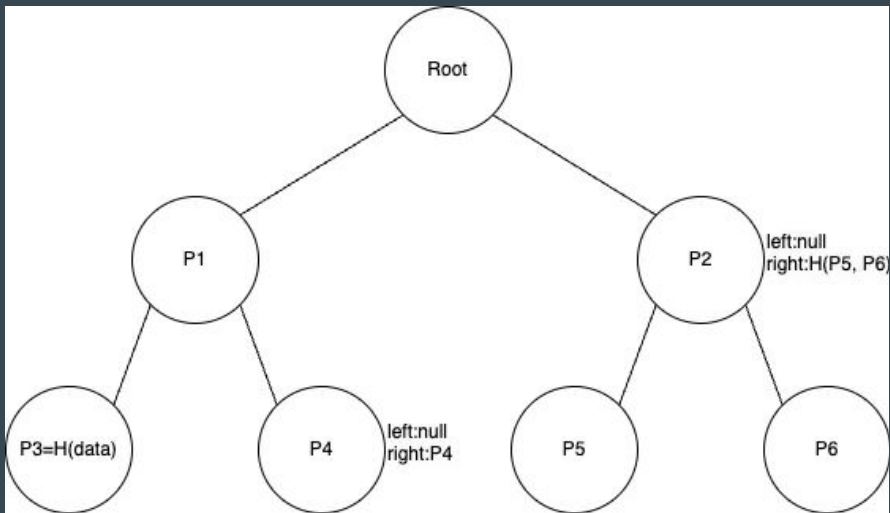 Root
P1
P2
left:null
right:H(P5, P6)
P3=H(data)
P4
left:null
right:P4
P5
P6